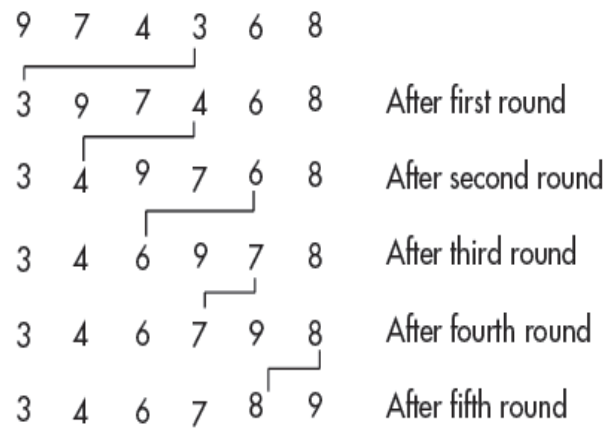 9 7 4 3 6 8
3 9 7 4 6 8 After first round
3 4 9 7 6 8 After second round
3 4 6 9 7 8 After third round
3 4 6 7 9 8 After fourth round
3 4 6 7 8 9 After fifth round